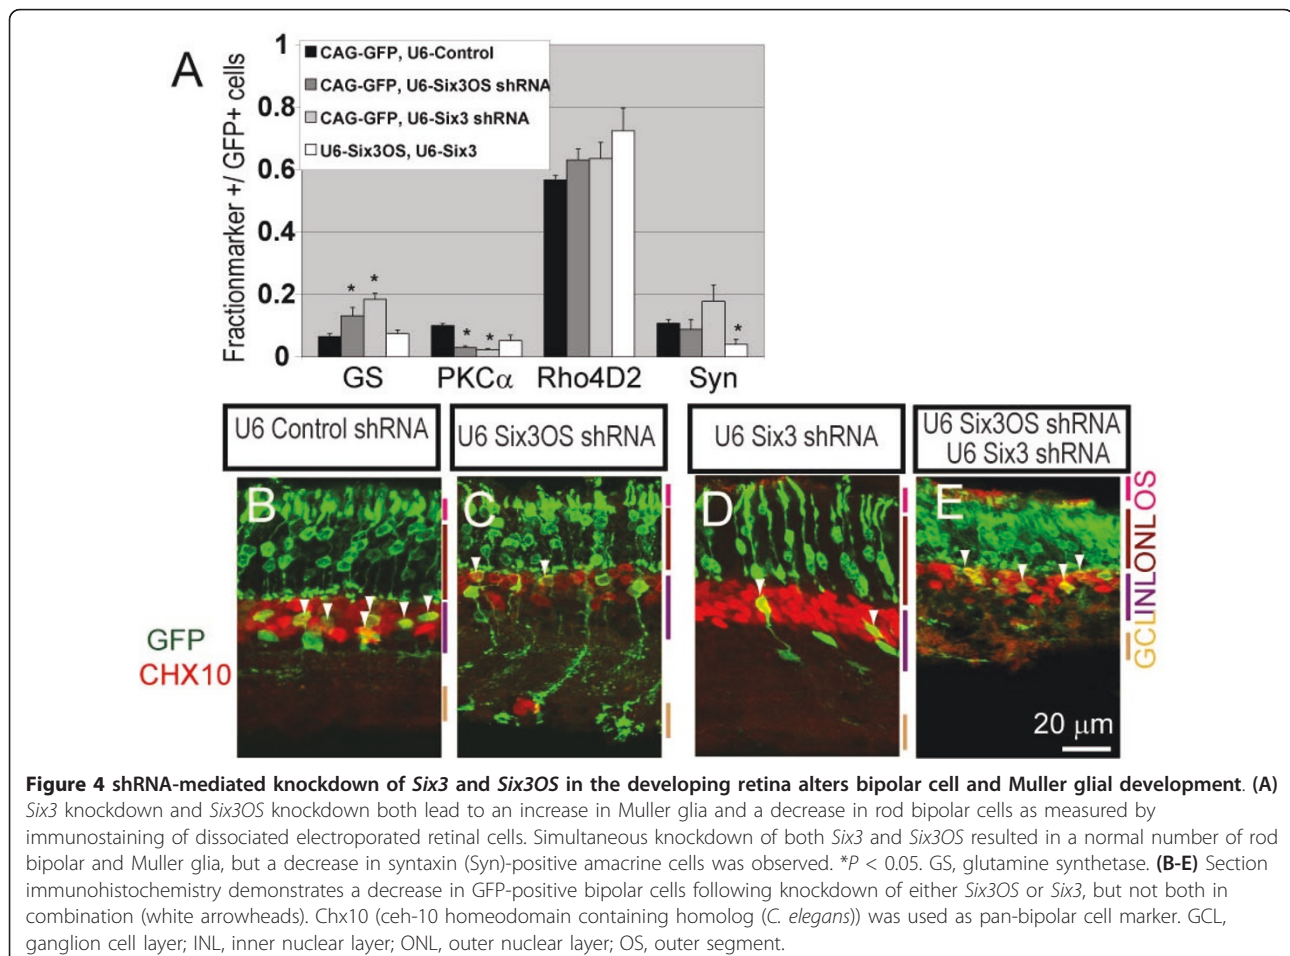 A
Fractionmarker +/ GFP+ cells
1
0.8
0.6
0.4
0.2
0
CAG-GFP, U6-Control
CAG-GFP, U6-Six3OS shRNA
CAG-GFP, U6-Six3 shRNA
U6-Six3OS, U6-Six3
* *
* *
*
GS PKCα Rho4D2 Syn
U6 Control shRNA
U6 Six3OS shRNA
U6 Six3 shRNA
U6 Six3OS shRNA
U6 Six3 shRNA
B
C
D
E
GFP
CHX10
OS
ONL
INL
GCL
20 µm
Figure 4 shRNA-mediated knockdown of Six3 and Six3OS in the developing retina alters bipolar cell and Muller glial development. (A)
Six3 knockdown and Six3OS knockdown both lead to an increase in Muller glia and a decrease in rod bipolar cells as measured by
immunostaining of dissociated electroporated retinal cells. Simultaneous knockdown of both Six3 and Six3OS resulted in a normal number of rod
bipolar and Muller glia, but a decrease in syntaxin (Syn)-positive amacrine cells was observed. *P < 0.05. GS, glutamine synthetase. (B-E) Section
immunohistochemistry demonstrates a decrease in GFP-positive bipolar cells following knockdown of either Six3OS or Six3, but not both in
combination (white arrowheads). Chx10 (ceh-10 homeodomain containing homolog (C. elegans)) was used as pan-bipolar cell marker. GCL,
ganglion cell layer; INL, inner nuclear layer; ONL, outer nuclear layer; OS, outer segment.